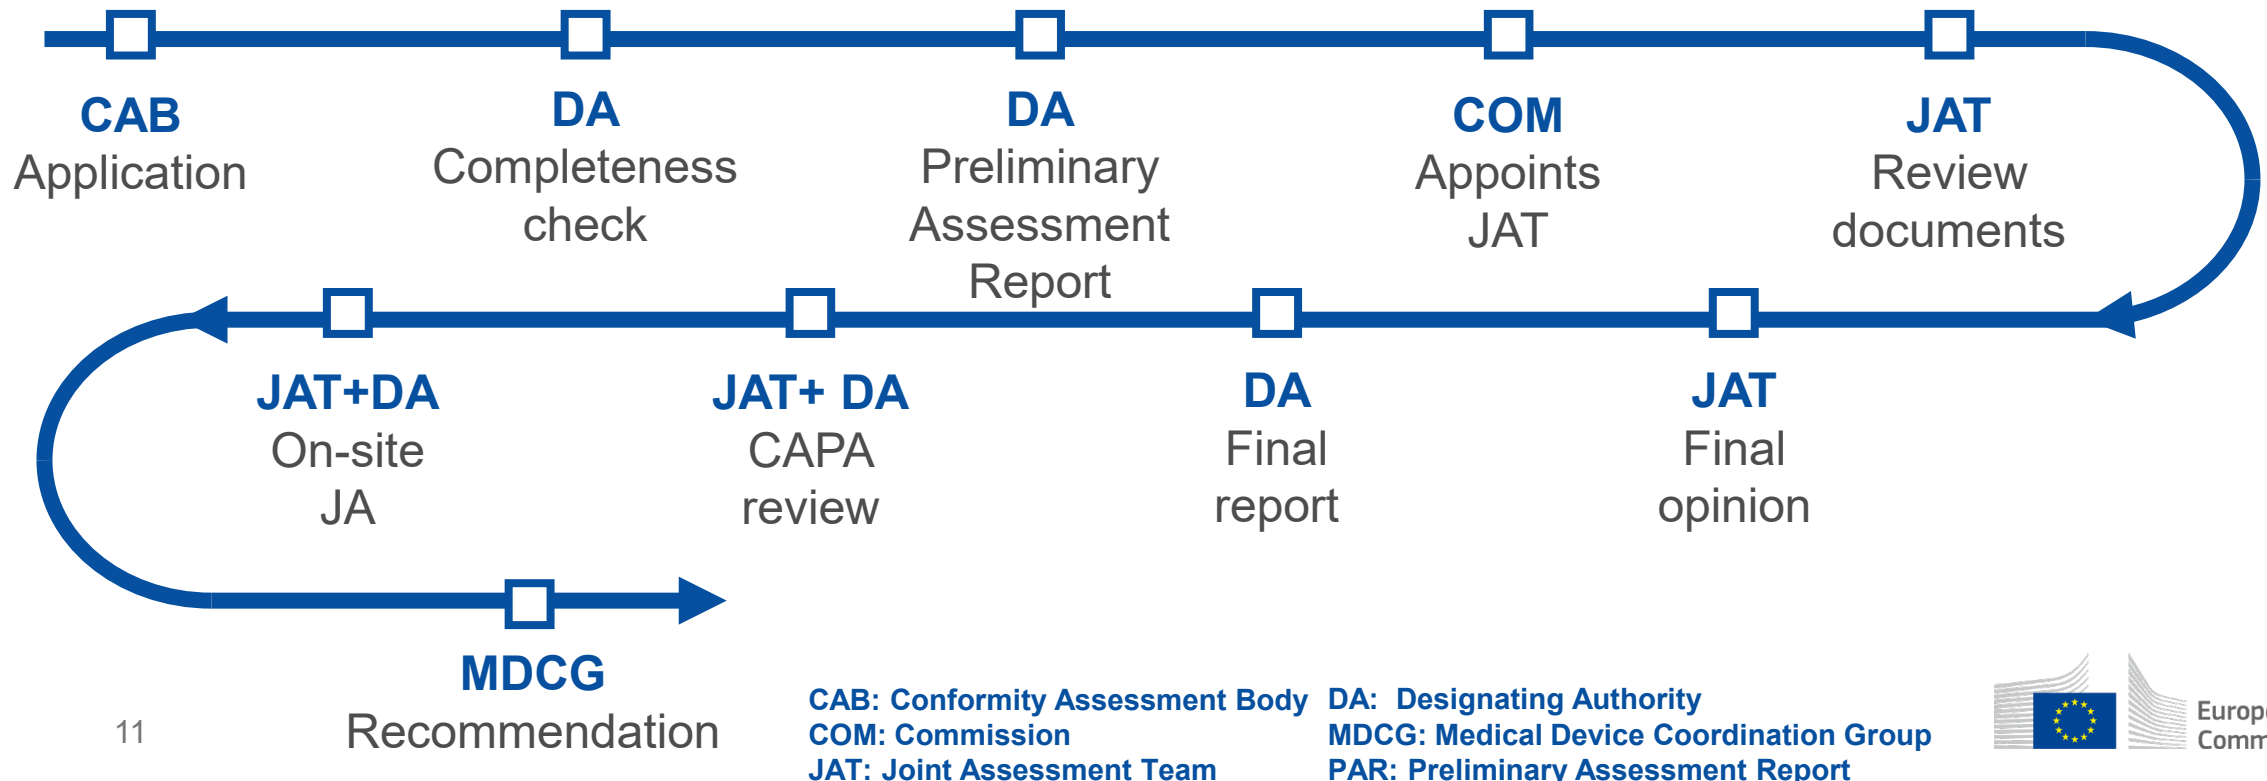 CAB
Application
DA
Completeness
check
DA
Preliminary
Assessment
Report
COM
Appoints
JAT
JAT
Review
documents
JAT+DA
On-site
JA
JAT+ DA
CAPA
review
DA
Final
report
JAT
Final
opinion
MDCG
Recommendation
11
CAB: Conformity Assessment Body
COM: Commission
JAT: Joint Assessment Team
DA: Designating Authority
MDCG: Medical Device Coordination Group
PAR: Preliminary Assessment Report